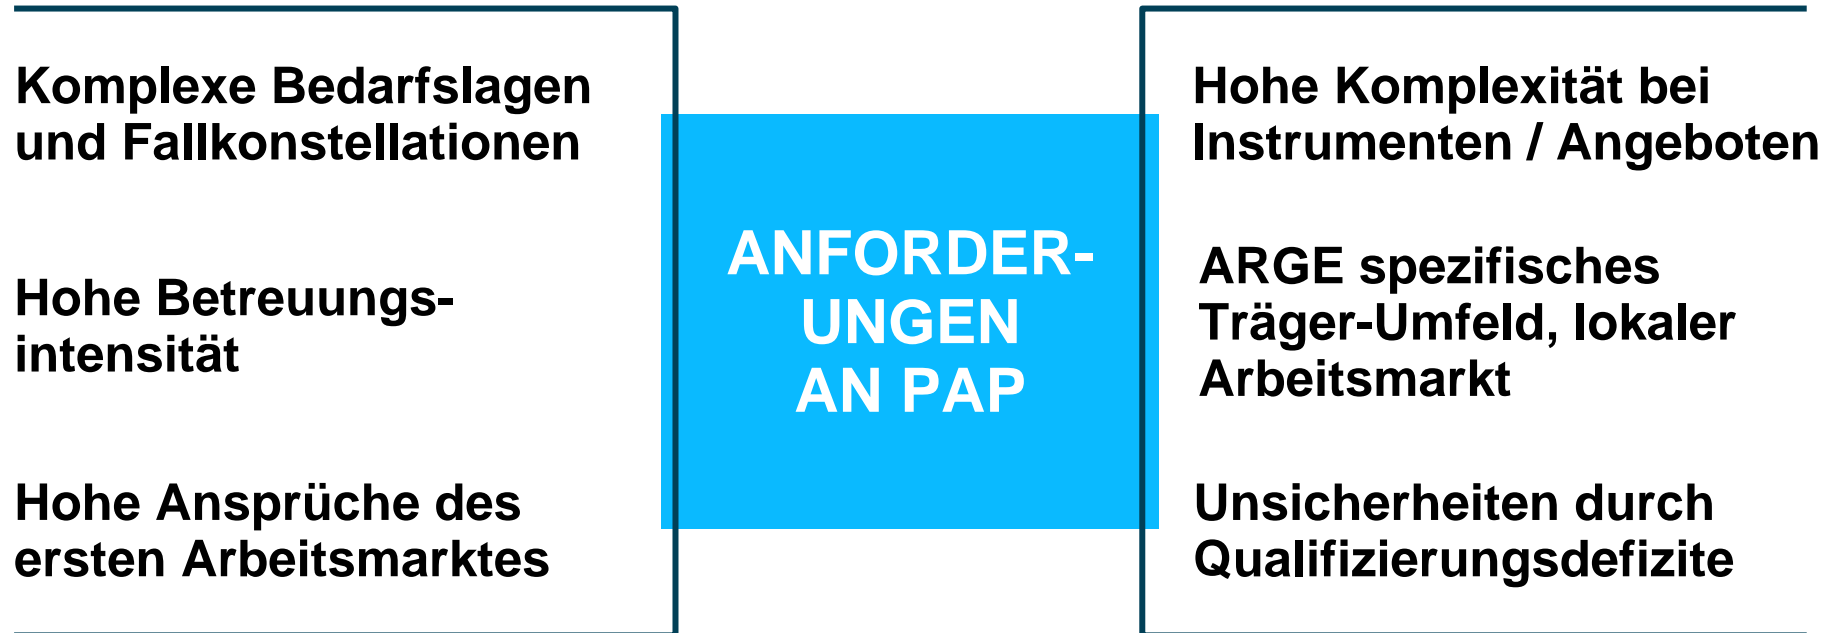 Komplexe Bedarfslagen
und Fallkonstellationen
Hohe Betreuungs-
intensität
Hohe Ansprüche des
ersten Arbeitsmarktes
ANFORDER-
UNGEN
AN PAP
Hohe Komplexität bei
Instrumenten / Angeboten
ARGE spezifisches
Träger-Umfeld, lokaler
Arbeitsmarkt
Unsicherheiten durch
Qualifizierungsdefizite